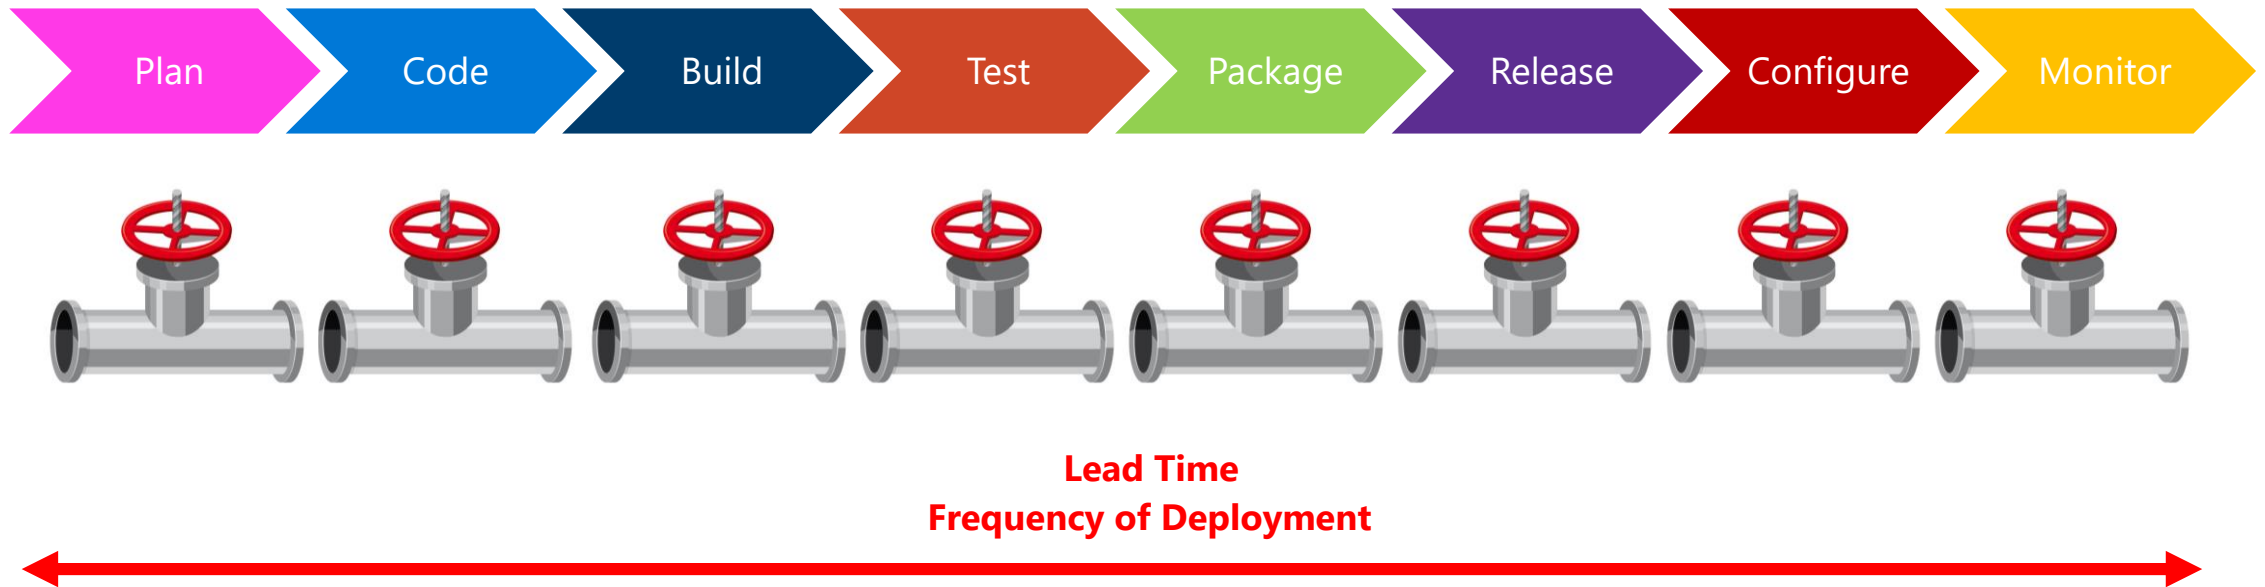 Plan
Code
Build
Test
Package
Release
Configure
Monitor
Lead Time
Frequency of Deployment